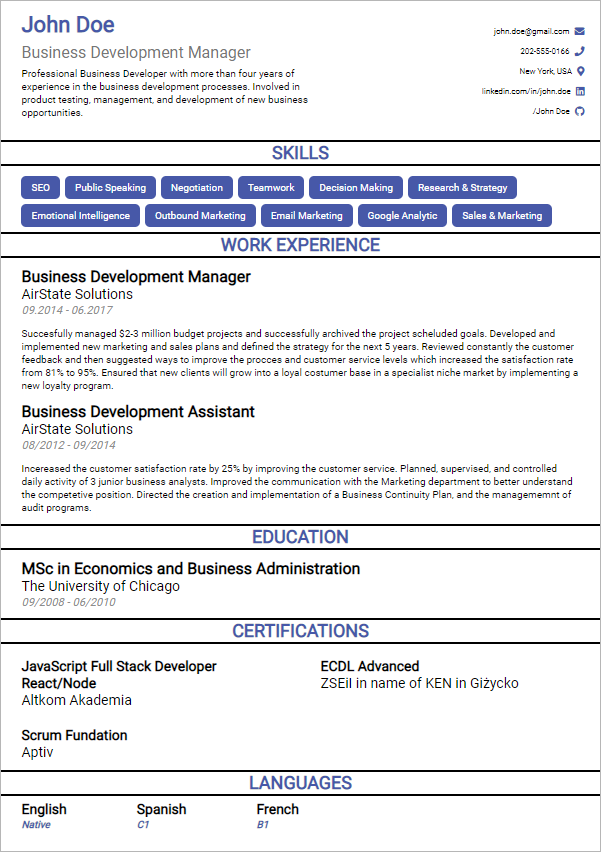 John Doe
Business Development Manager
Professional Business Developer with more than four years of
experience in the business development processes. Involved in
product testing, management, and development of new business
opportunities.
john.doe@gmail.com
202-555-0166
New York, USA
linkedin.com/in/john.doe
/John Doe
SKILLS
SEO Public Speaking Negotiation Teamwork Decision Making Research & Strategy
Emotional Intelligence Outbound Marketing Email Marketing Google Analytic Sales & Marketing
WORK EXPERIENCE
Business Development Manager
AirState Solutions
09.2014 - 06.2017
Succesfully managed $2-3 million budget projects and successfully archived the project scheluded goals. Developed and
implemented new marketing and sales plans and defined the strategy for the next 5 years. Reviewed constantly the customer
feedback and then suggested ways to improve the procces and customer service levels which increased the satisfaction rate
from 81% to 95%. Ensured that new clients will grow into a loyal costumer base in a specialist niche market by implementing a
new loyalty program.
Business Development Assistant
AirState Solutions
08/2012 - 09/2014
Incereased the customer satisfaction rate by 25% by improving the customer service. Planned, supervised, and controlled
daily activity of 3 junior business analysts. Improved the communication with the Marketing department to better understand
the competetive position. Directed the creation and implementation of a Business Continuity Plan, and the managememnt of
audit programs.
EDUCATION
MSc in Economics and Business Administration
The University of Chicago
09/2008 - 06/2010
CERTIFICATIONS
JavaScript Full Stack Developer
React/Node
Altkom Akademia
ECDL Advanced
ZSEiI in name of KEN in Giżycko
Scrum Fundation
Aptiv
LANGUAGES
English Spanish French
Native C1 B1